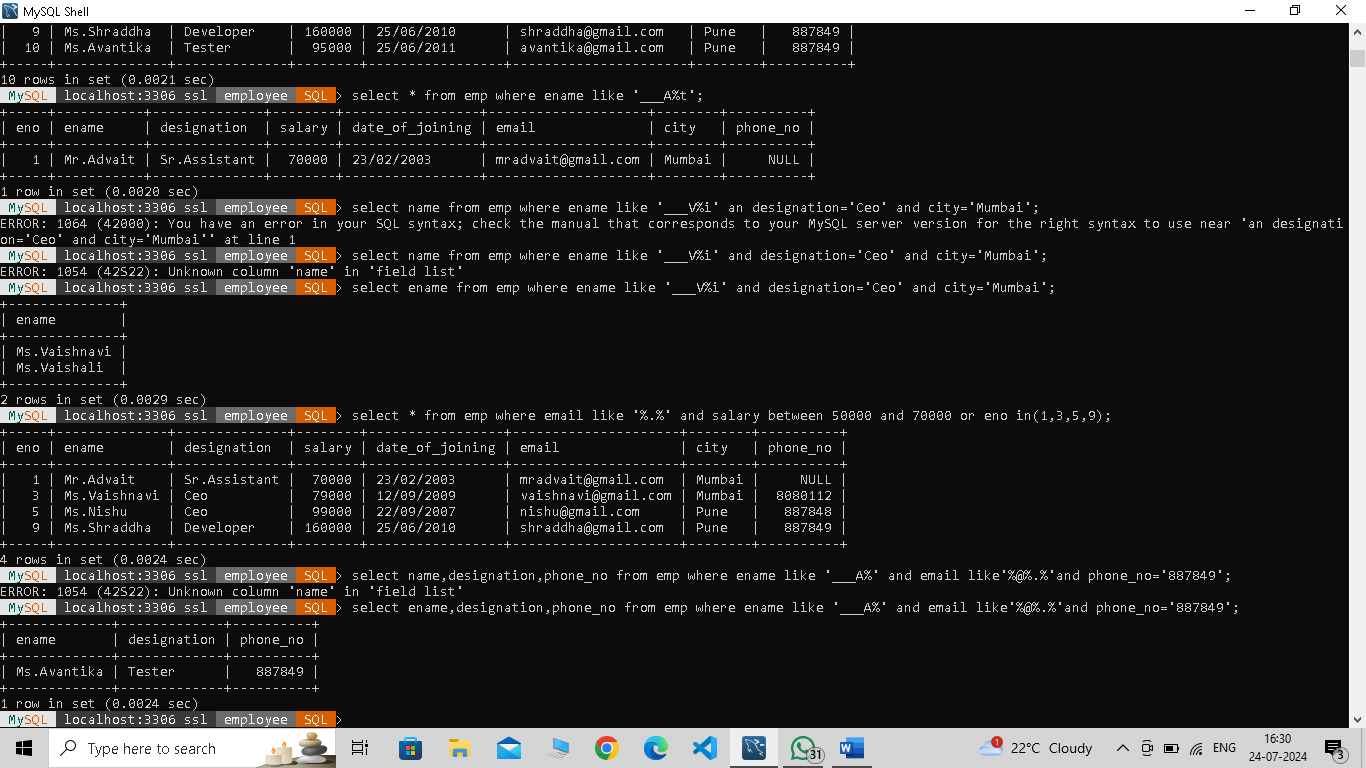 MySQL Shell
| 9 | Ms.Shraddha | Developer | 160000 | 25/06/2010 | shraddha@gmail.com | Pune | 887849 |
| 10 | Ms.Avantika | Tester | 95000 | 25/06/2011 | avantika@gmail.com | Pune | 887849 |
10 rows in set (0.0021 sec)
MySQL localhost:3306 ssl employee SQL > select * from emp where ename like '___A%t';
| eno | ename | designation | salary | date_of_joining | email | city | phone_no |
| 1 | Mr.Advait | Sr.Assistant | 70000 | 23/02/2003 | mradvait@gmail.com | Mumbai | NULL |
1 row in set (0.0020 sec)
MySQL localhost:3306 ssl employee SQL > select name from emp where ename like '___V%i' an designation='Ceo' and city='Mumbai';
ERROR: 1064 (42000): You have an error in your SQL syntax; check the manual that corresponds to your MySQL server version for the right syntax to use near 'an designati
on='Ceo' and city='Mumbai'' at line 1
MySQL localhost:3306 ssl employee SQL > select name from emp where ename like '___V%i' and designation='Ceo' and city='Mumbai';
ERROR: 1054 (42S22): Unknown column 'name' in 'field list'
MySQL localhost:3306 ssl employee SQL > select ename from emp where ename like '___V%i' and designation='Ceo' and city='Mumbai';
| ename |
| Ms.Vaishnavi |
| Ms.Vaishali |
2 rows in set (0.0029 sec)
MySQL localhost:3306 ssl employee SQL > select * from emp where email like '%.%' and salary between 50000 and 70000 or eno in(1,3,5,9);
| eno | ename | designation | salary | date_of_joining | email | city | phone_no |
| 1 | Mr.Advait | Sr.Assistant | 70000 | 23/02/2003 | mradvait@gmail.com | Mumbai | NULL |
| 3 | Ms.Vaishnavi | Ceo | 79000 | 12/09/2009 | vaishnavi@gmail.com | Mumbai | 8080112 |
| 5 | Ms.Nishu | Ceo | 99000 | 22/09/2007 | nishu@gmail.com | Pune | 887848 |
| 9 | Ms.Shraddha | Developer | 160000 | 25/06/2010 | shraddha@gmail.com | Pune | 887849 |
4 rows in set (0.0024 sec)
MySQL localhost:3306 ssl employee SQL > select name,designation,phone_no from emp where ename like '___A%' and email like'%@%.%'and phone_no='887849';
ERROR: 1054 (42S22): Unknown column 'name' in 'field list'
MySQL localhost:3306 ssl employee SQL > select ename,designation,phone_no from emp where ename like '___A%' and email like'%@%.%'and phone_no='887849';
| ename | designation | phone_no |
| Ms.Avantika | Tester | 887849 |
1 row in set (0.0024 sec)
MySQL localhost:3306 ssl employee SQL >
Type here to search
31
1
22°C Cloudy
ENG
16:30
24-07-2024
3